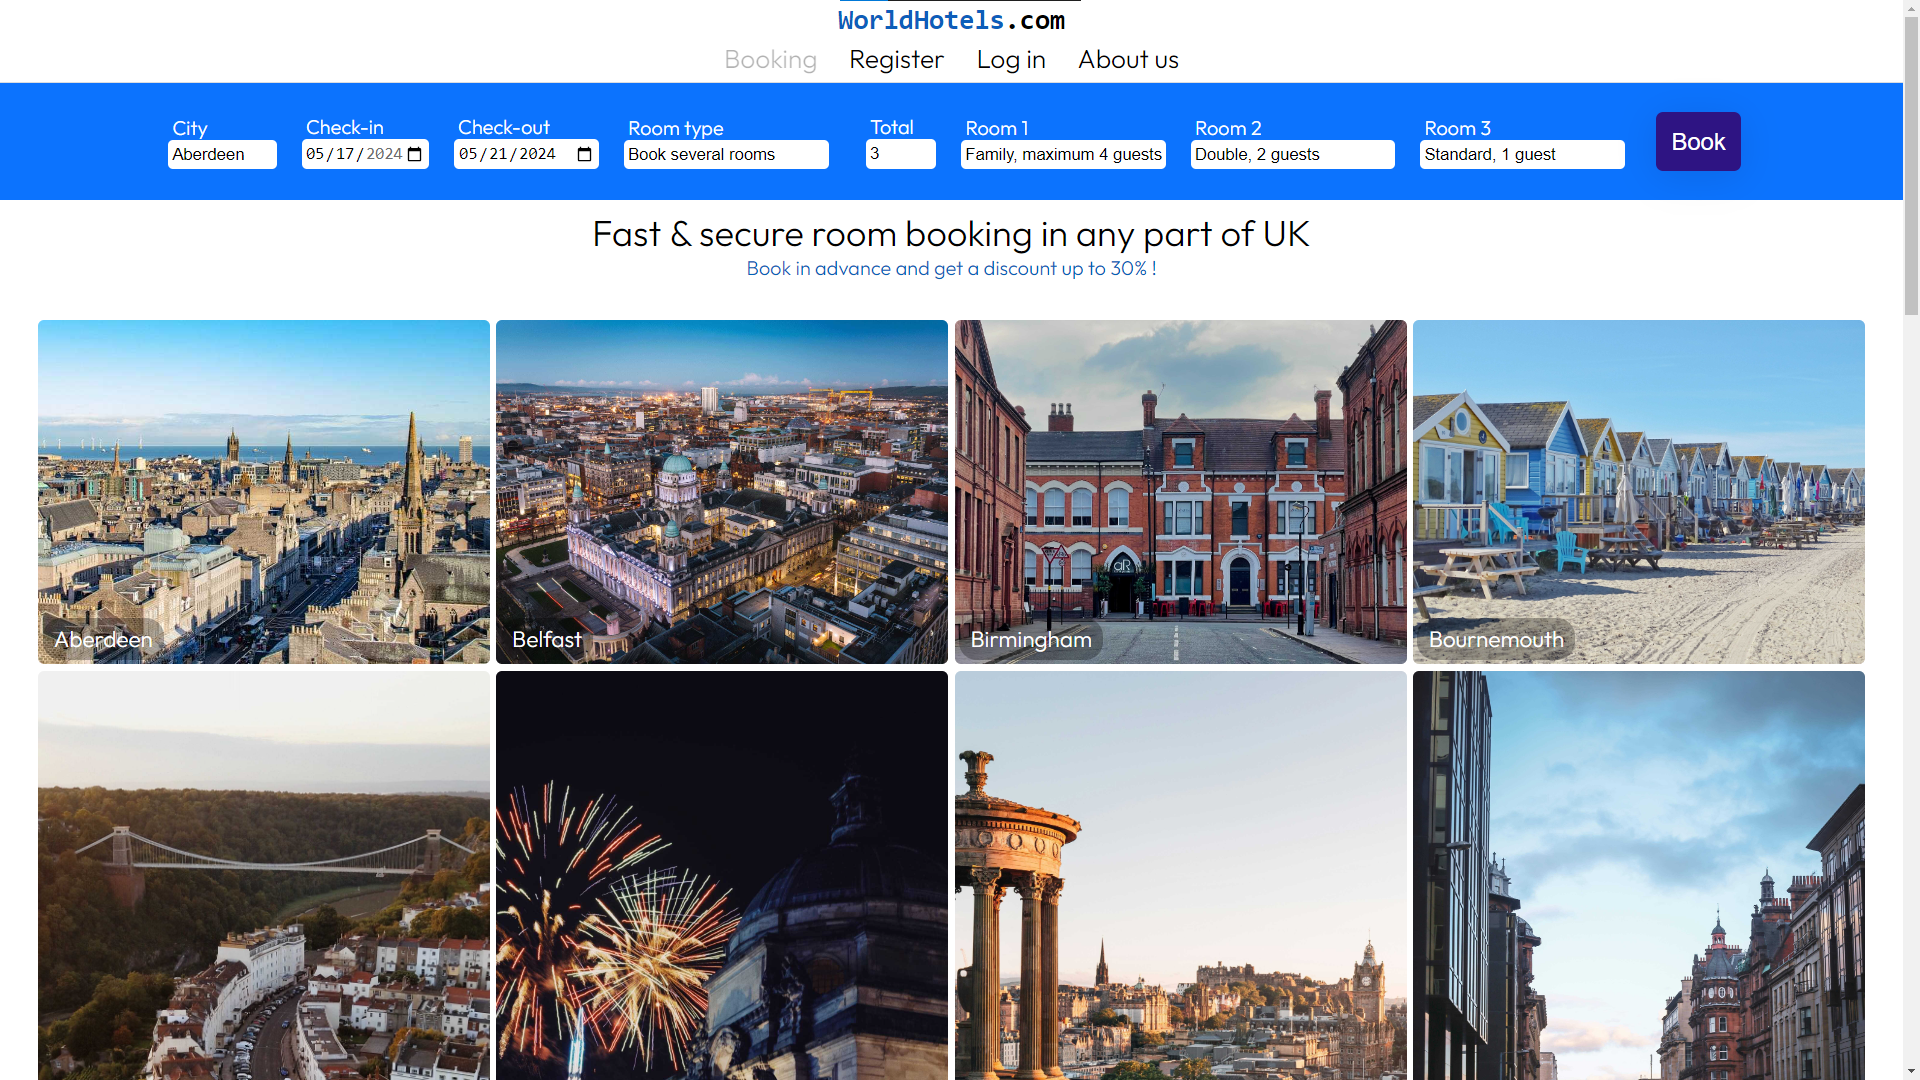 WorldHotels.com
Booking Register Log in About us
City Check-in Check-out Room type Total Room 1 Room 2 Room 3
Aberdeen 05/17/2024 05/21/2024 Book several rooms 3 Family, maximum 4 guests Double, 2 guests Standard, 1 guest Book
Fast & secure room booking in any part of UK
Book in advance and get a discount up to 30% !
aR
Aberdeen Belfast Birmingham Bournemouth